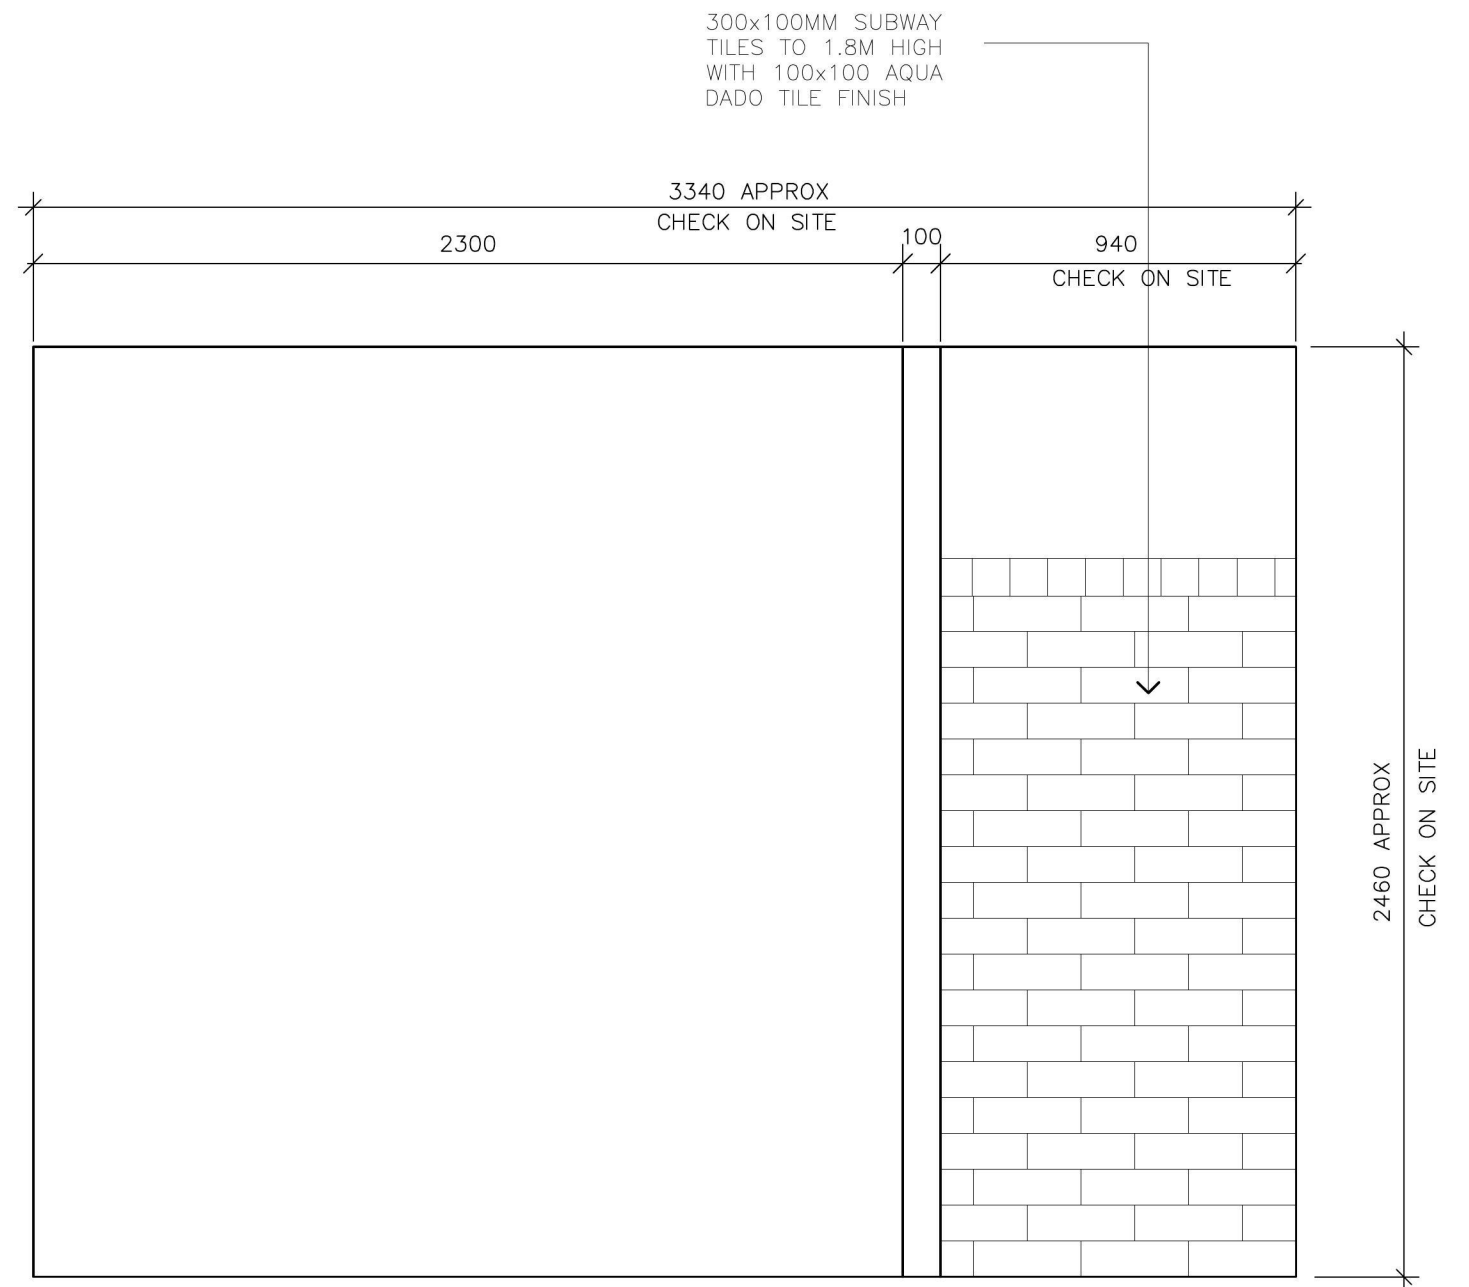 300x100MM SUBWAY
TILES TO 1.8M HIGH
WITH 100x100 AQUA
DADO TILE FINISH
3340 APPROX
CHECK ON SITE
2300
100
940
CHECK ON SITE
2460 APPROX
CHECK ON SITE